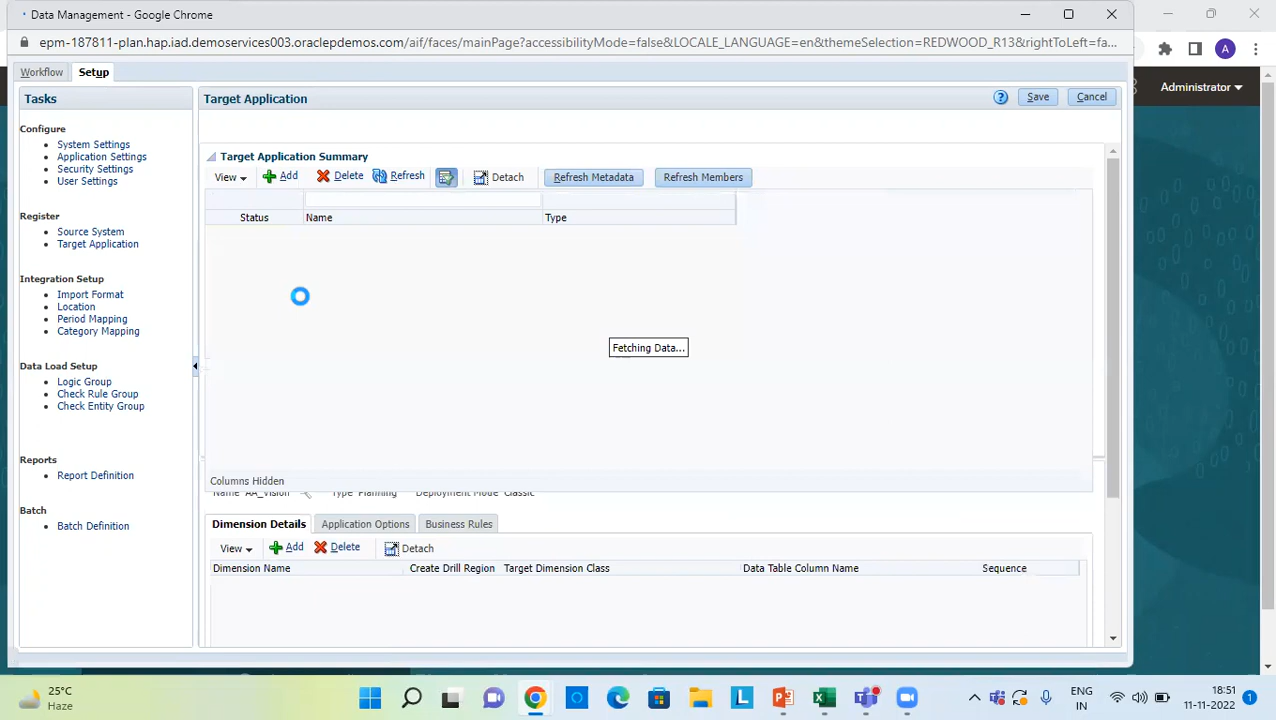 Data Management - Google Chrome
epm-187811-plan.hap.iad.demoservices003.oraclepdemos.com/aif/faces/mainPage?accessibilityMode=false&LOCALE_LANGUAGE=en&themeSelection=REDWOOD_R13&rightToLeft=fa...
A
Workflow Setup
Administrator
Tasks
Configure
System Settings
Application Settings
Security Settings
User Settings
Register
Source System
Target Application
Integration Setup
Import Format
Location
Period Mapping
Category Mapping
Data Load Setup
Logic Group
Check Rule Group
Check Entity Group
Reports
Report Definition
Batch
Batch Definition
Target Application
? Save Cancel
Target Application Summary
View Add Delete Refresh Detach Refresh Metadata Refresh Members
Status Name Type
Fetching Data...
Columns Hidden
Name AA_Vision Type Planning Deployment Mode Classic
Dimension Details Application Options Business Rules
View Add Delete Detach
Dimension Name Create Drill Region Target Dimension Class Data Table Column Name Sequence
25°C
Haze
L
ENG
IN
18:51
11-11-2022
1